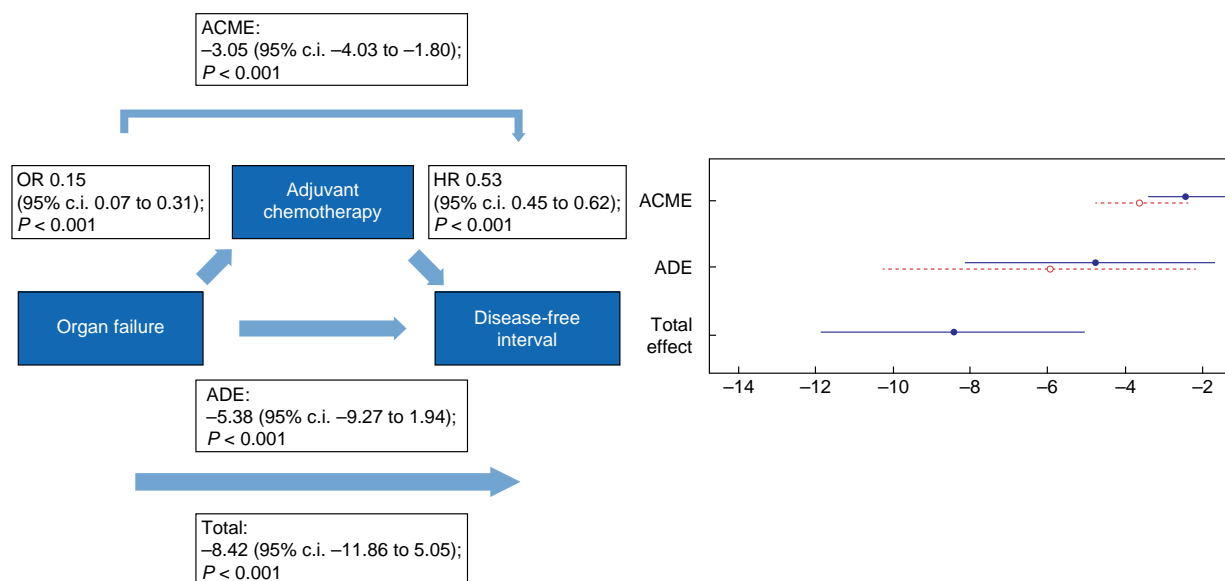 ACME:
–3.05 (95% c.i. –4.03 to –1.80);
P < 0.001
OR 0.15
(95% c.i. 0.07 to 0.31);
P < 0.001
Adjuvant
chemotherapy
HR 0.53
(95% c.i. 0.45 to 0.62);
P < 0.001
Organ failure
Disease-free
interval
ADE:
–5.38 (95% c.i. –9.27 to 1.94);
P < 0.001
Total:
–8.42 (95% c.i. –11.86 to 5.05);
P < 0.001
ACME
ADE
Total
effect
–14 –12 –10 –8 –6 –4 –2